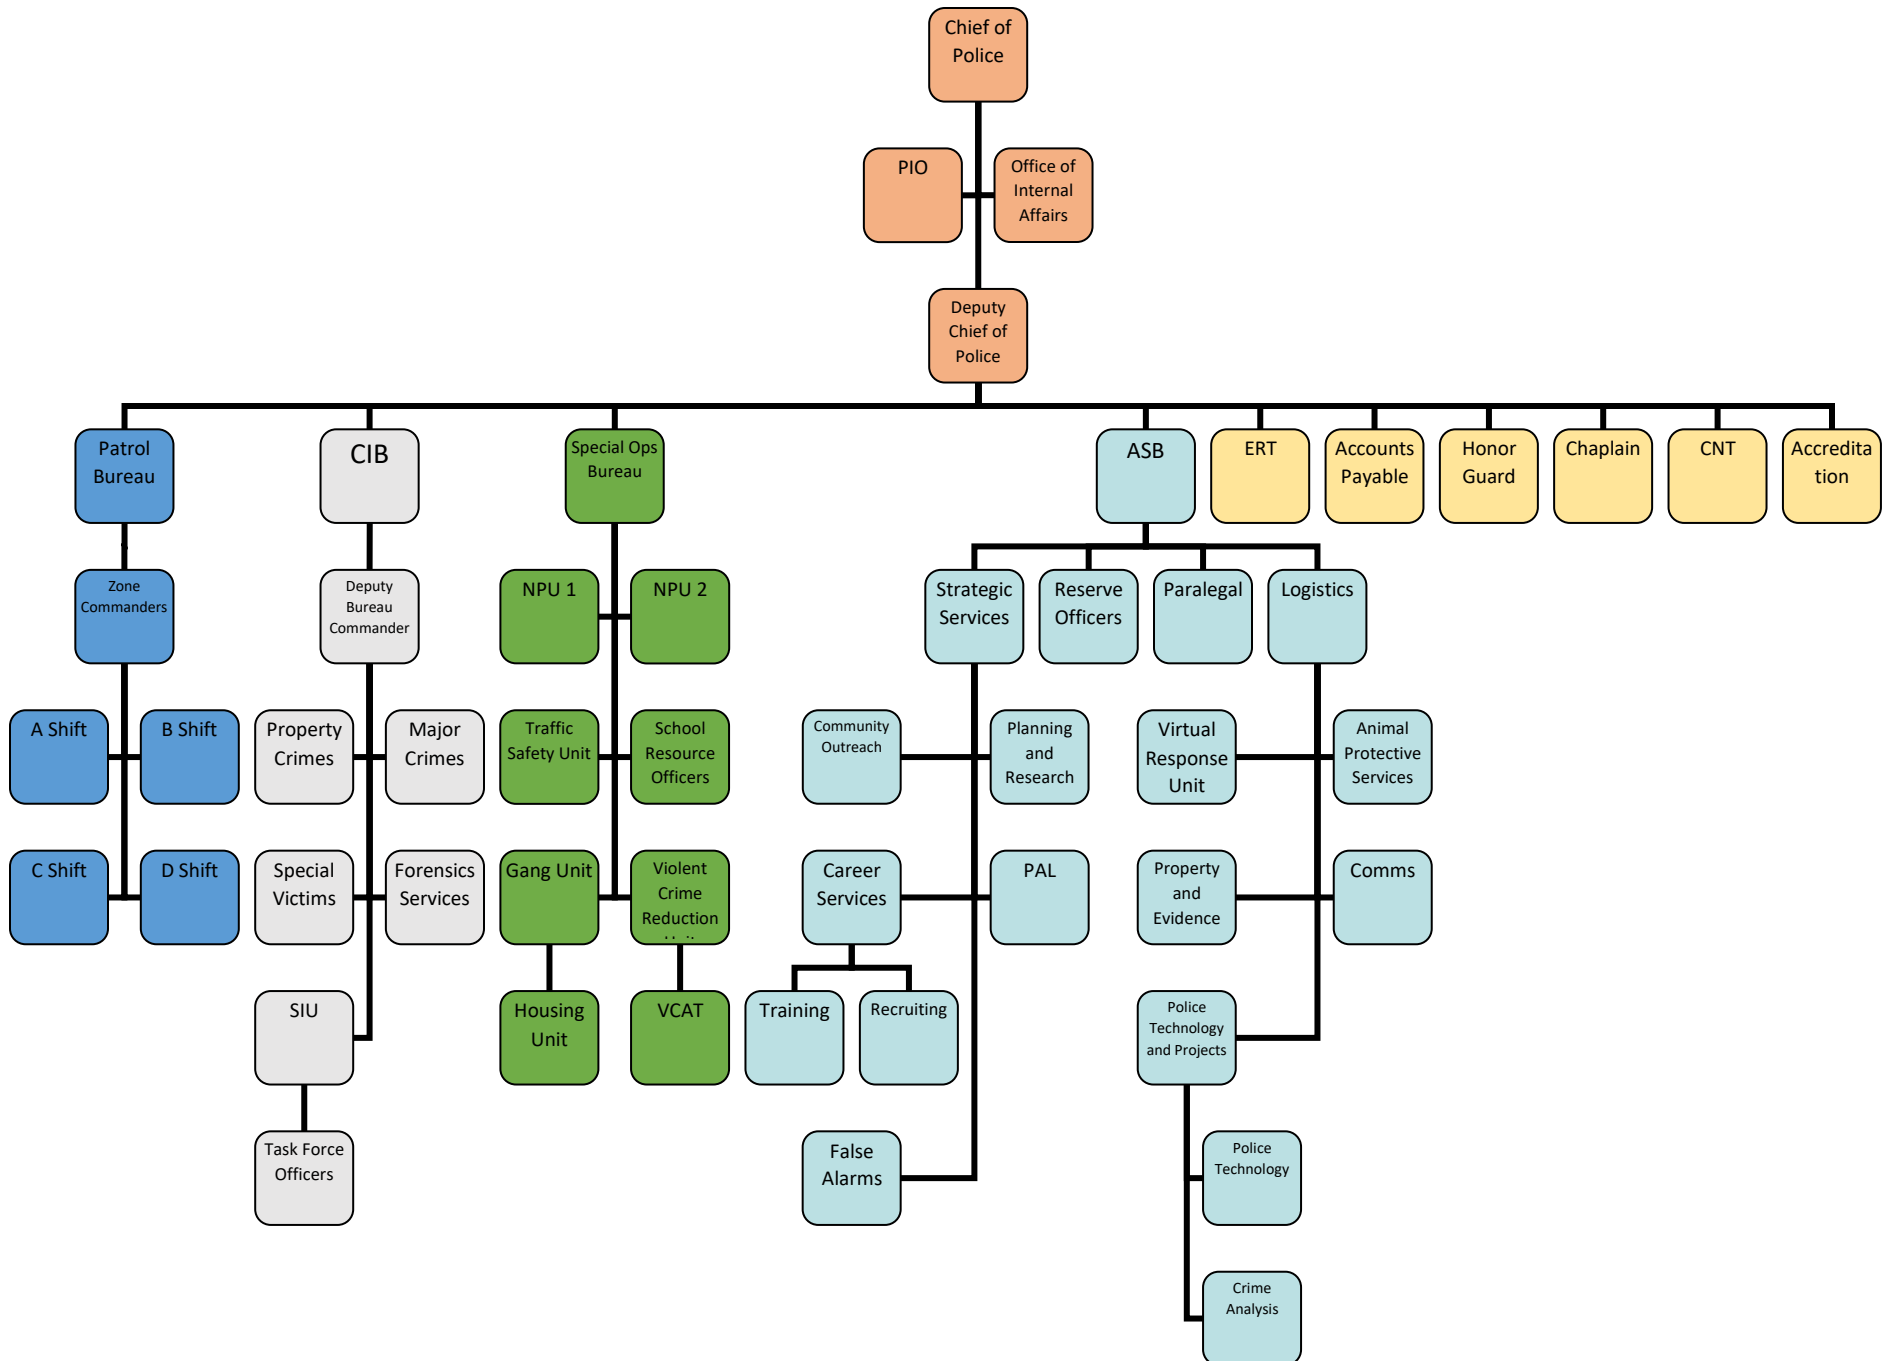 Chief of
Police
PIO
Office of
Internal
Affairs
Deputy
Chief of
Police
Patrol
Bureau
CIB
Special Ops
Bureau
ASB
ERT
Accounts
Payable
Honor
Guard
Chaplain
CNT
Accredita
tion
Zone
Commanders
Deputy
Bureau
Commander
NPU 1
NPU 2
Strategic
Services
Reserve
Officers
Paralegal
Logistics
A Shift
B Shift
Property
Crimes
Major
Crimes
Traffic
Safety Unit
School
Resource
Officers
Community
Outreach
Planning
and
Research
Virtual
Response
Unit
Animal
Protective
Services
C Shift
D Shift
Special
Victims
Forensics
Services
Gang Unit
Violent
Crime
Reduction
Career
Services
PAL
Property
and
Evidence
Comms
SIU
Housing
Unit
VCAT
Training
Recruiting
Police
Technology
and Projects
Task Force
Officers
False
Alarms
Police
Technology
Crime
Analysis